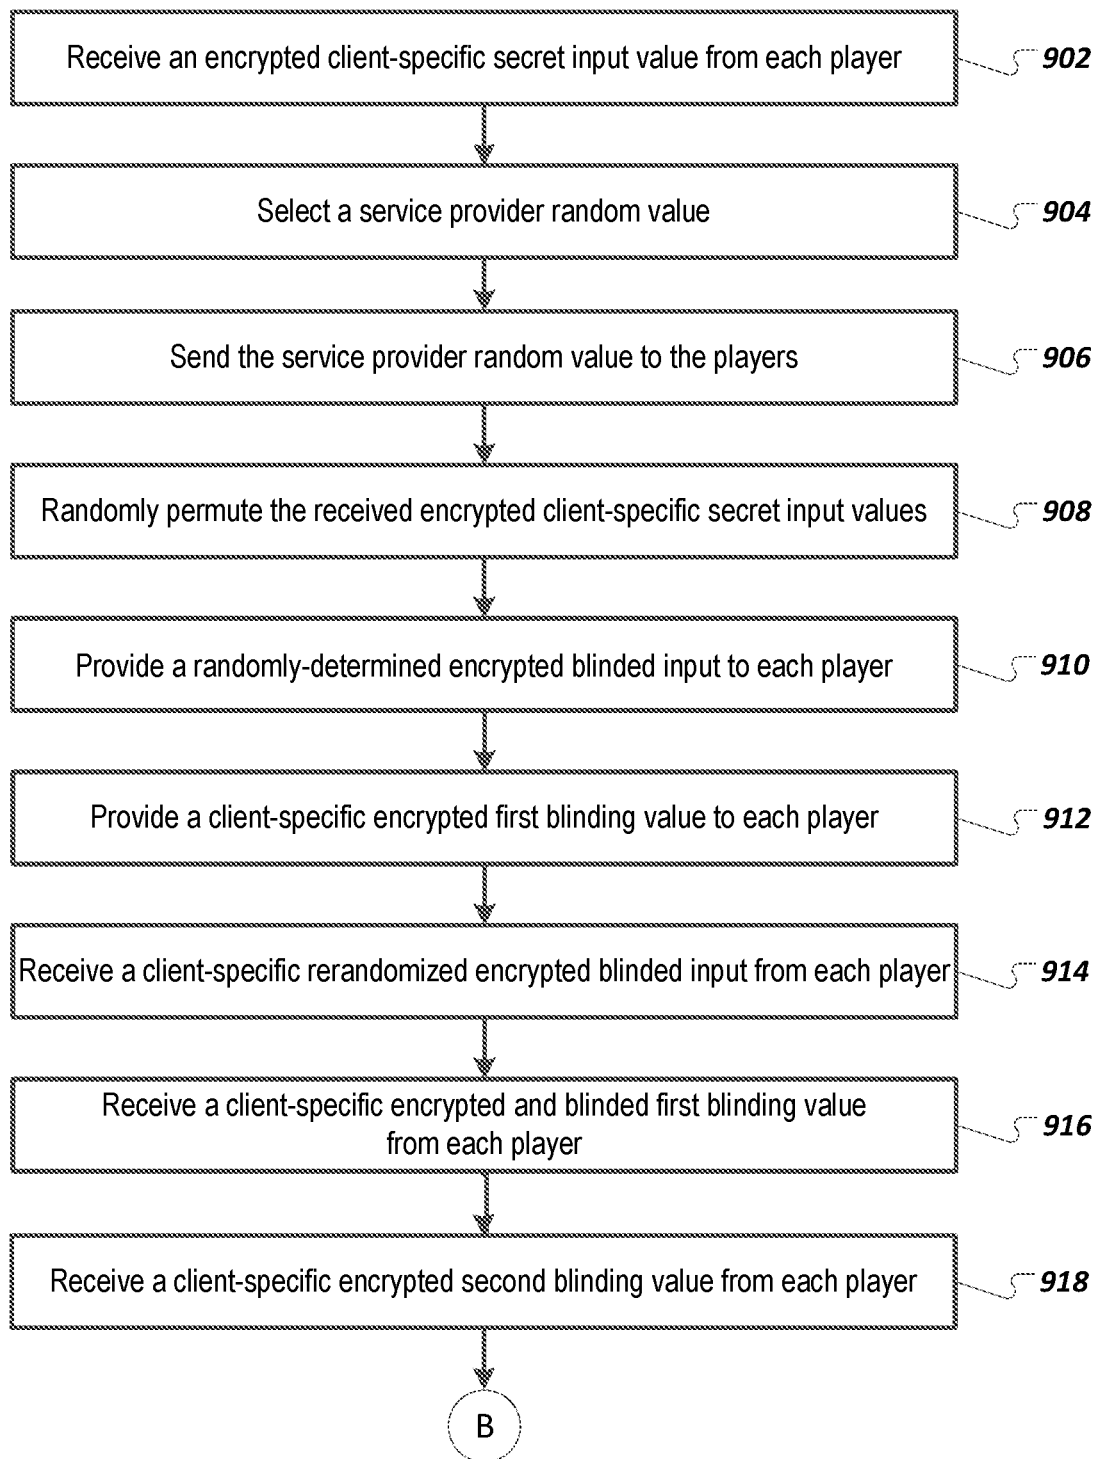 Receive an encrypted client-specific secret input value from each player
902
Select a service provider random value
904
Send the service provider random value to the players
906
Randomly permute the received encrypted client-specific secret input values
908
Provide a randomly-determined encrypted blinded input to each player
910
Provide a client-specific encrypted first blinding value to each player
912
Receive a client-specific rerandomized encrypted blinded input from each player
914
Receive a client-specific encrypted and blinded first blinding value
from each player
916
Receive a client-specific encrypted second blinding value from each player
918
B